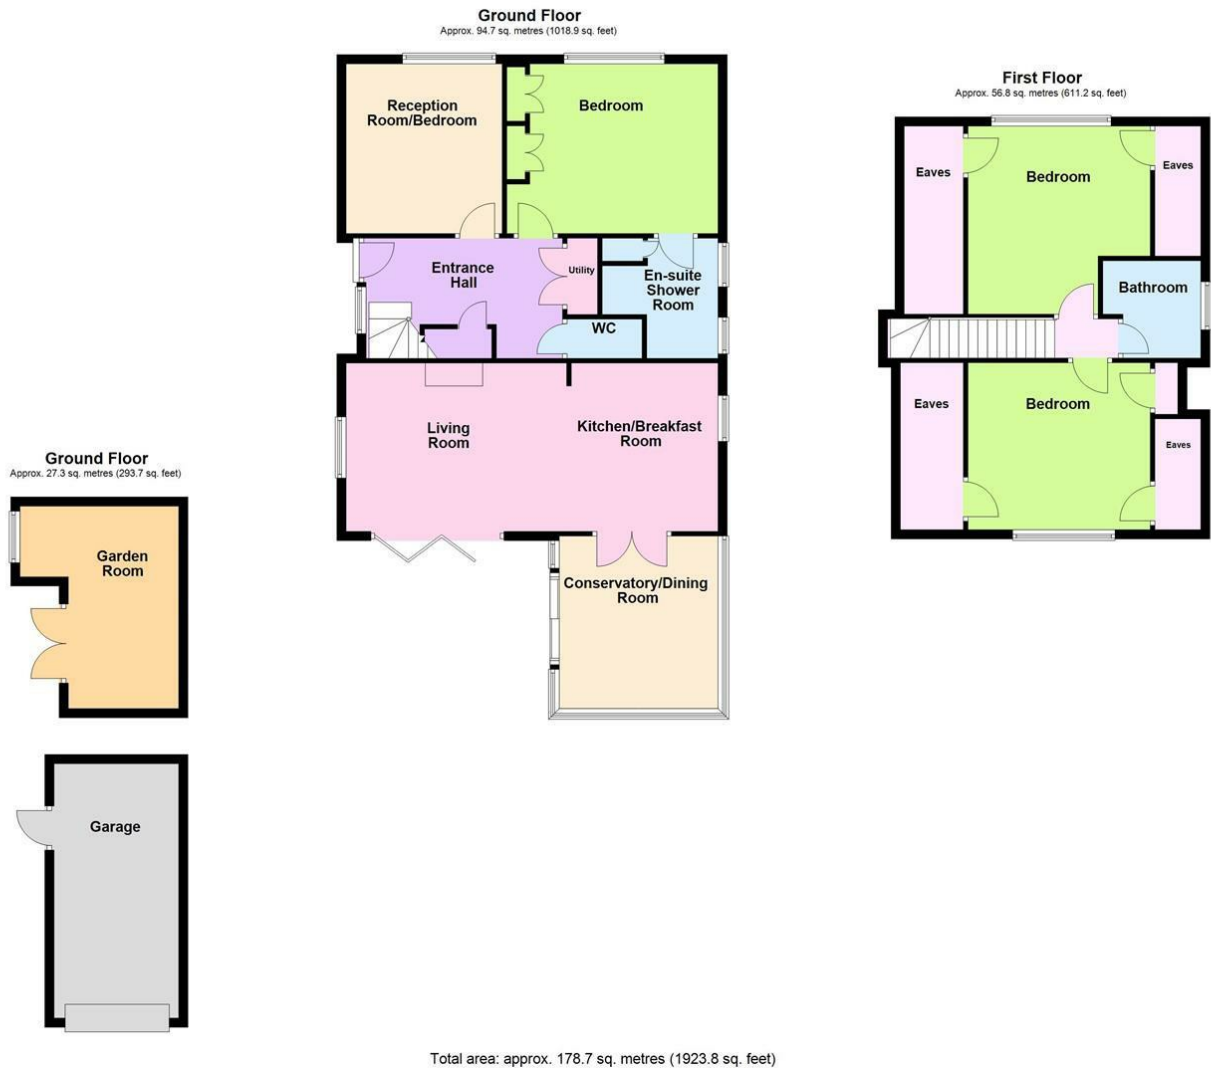 Ground Floor
Approx. 94.7 sq. metres (1018.9 sq. feet)
Reception
Room/Bedroom
Bedroom
Entrance
Hall
Utility
En-suite
Shower
Room
WC
Living
Room
Kitchen/Breakfast
Room
Conservatory/Dining
Room
First Floor
Approx. 56.8 sq. metres (611.2 sq. feet)
Eaves
Bedroom
Eaves
Bathroom
Eaves
Bedroom
Eaves
Ground Floor
Approx. 27.3 sq. metres (293.7 sq. feet)
Garden
Room
Garage
Total area: approx. 178.7 sq. metres (1923.8 sq. feet)